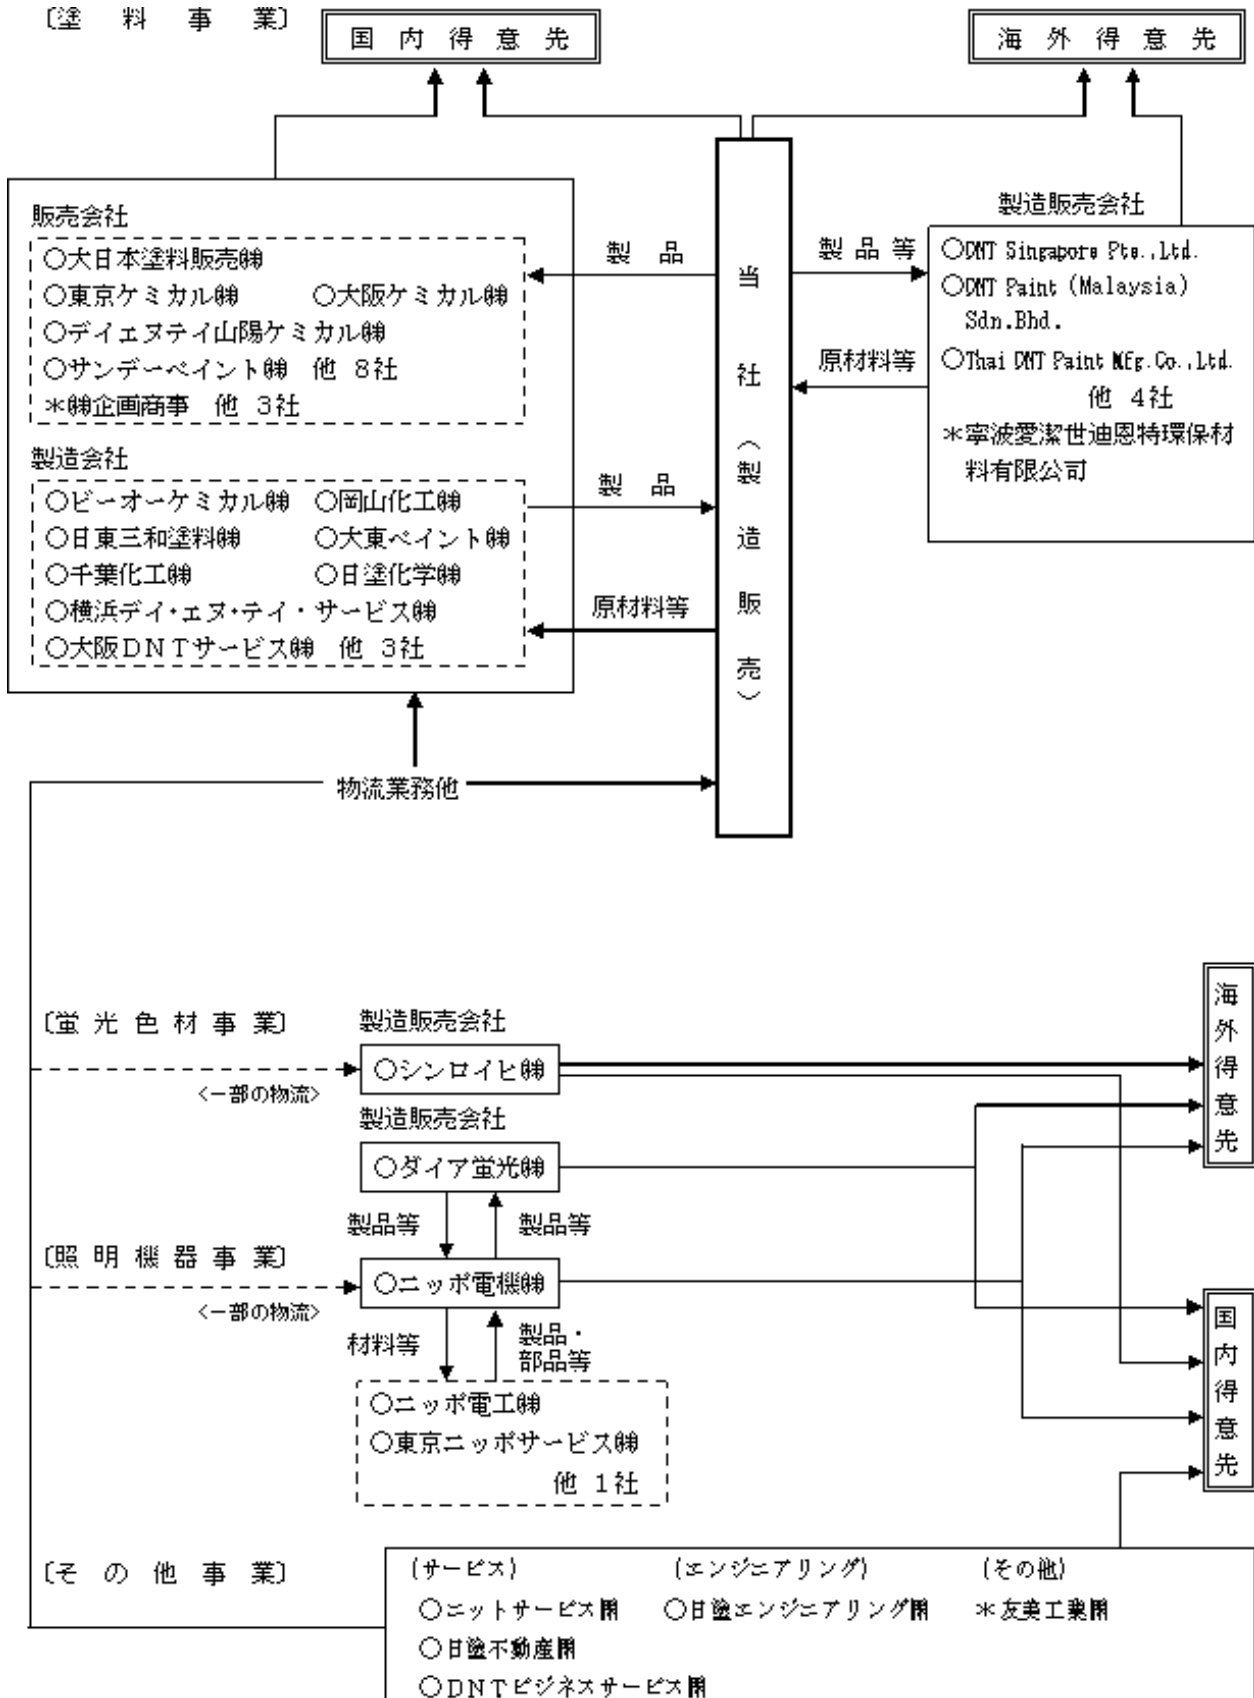 〔塗料事業〕
国内得意先
海外得意先
販売会社
○大日本塗料販売㈱
○東京ケミカル㈱ ○大阪ケミカル㈱
○デイエヌテイ山陽ケミカル㈱
○サンデーペイント㈱ 他 8社
＊㈱企画商事 他 3社
製造会社
○ビーオーケミカル㈱ ○岡山化工㈱
○日東三和塗料㈱ ○大東ペイント㈱
○千葉化工㈱ ○日塗化学㈱
○横浜デイ・エヌ・テイ・サービス㈱
○大阪DNTサービス㈱ 他 3社
製品
製品
原材料等
当社（製造販売）
製品等
原材料等
製造販売会社
○DNT Singapore Pte.,Ltd.
○DNT Paint (Malaysia)
Sdn.Bhd.
○Thai DNT Paint Mfg.Co.,Ltd.
他 4社
＊寧波愛潔世迪恩特環保材
料有限公司
物流業務他
〔蛍光色材事業〕
製造販売会社
○シンロイヒ㈱
<一部の物流>
製造販売会社
○ダイア蛍光㈱
製品等 製品等
〔照明機器事業〕
○ニッポ電機㈱
<一部の物流>
材料等
製品・
部品等
○ニッポ電工㈱
○東京ニッポサービス㈱
他 1社
海外得意先
国内得意先
〔その他事業〕
(サービス) (エンジニアリング) (その他)
○ニットサービス㈱ ○日塗エンジニアリング㈱ ＊友美工業㈱
○日塗不動産㈱
○DNTビジネスサービス㈱